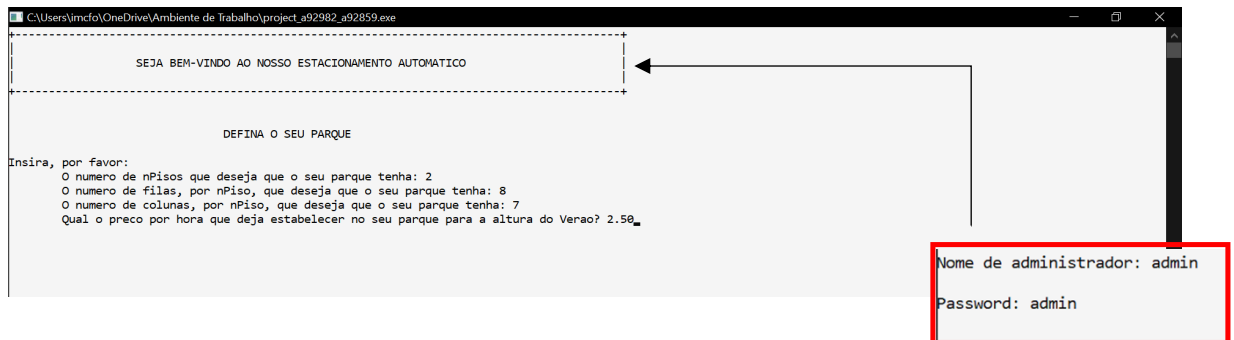 C:\Users\imcfo\OneDrive\Ambiente de Trabalho\project_a92982_a92859.exe
SEJA BEM-VINDO AO NOSSO ESTACIONAMENTO AUTOMATICO
DEFINA O SEU PARQUE
Insira, por favor:
O numero de nPisos que deseja que o seu parque tenha: 2
O numero de filas, por nPiso, que deseja que o seu parque tenha: 8
O numero de colunas, por nPiso, que deseja que o seu parque tenha: 7
Qual o preco por hora que deja estabelecer no seu parque para a altura do Verao? 2.50
Nome de administrador: admin
Password: admin